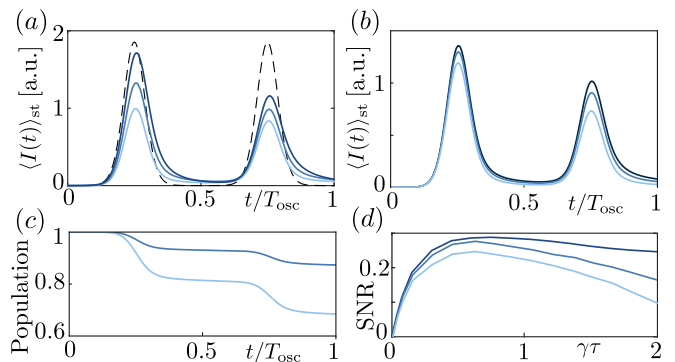 (a)
2
1
0
⟨I(t)⟩st [a.u.]
0
0.5
t/Tosc
1
(b)
1
0
⟨I(t)⟩st [a.u.]
0
0.5
t/Tosc
1
(c)
1
0.8
0.6
Population
0
0.5
t/Tosc
1
(d)
0.2
0
SNR
0
1
γτ
2